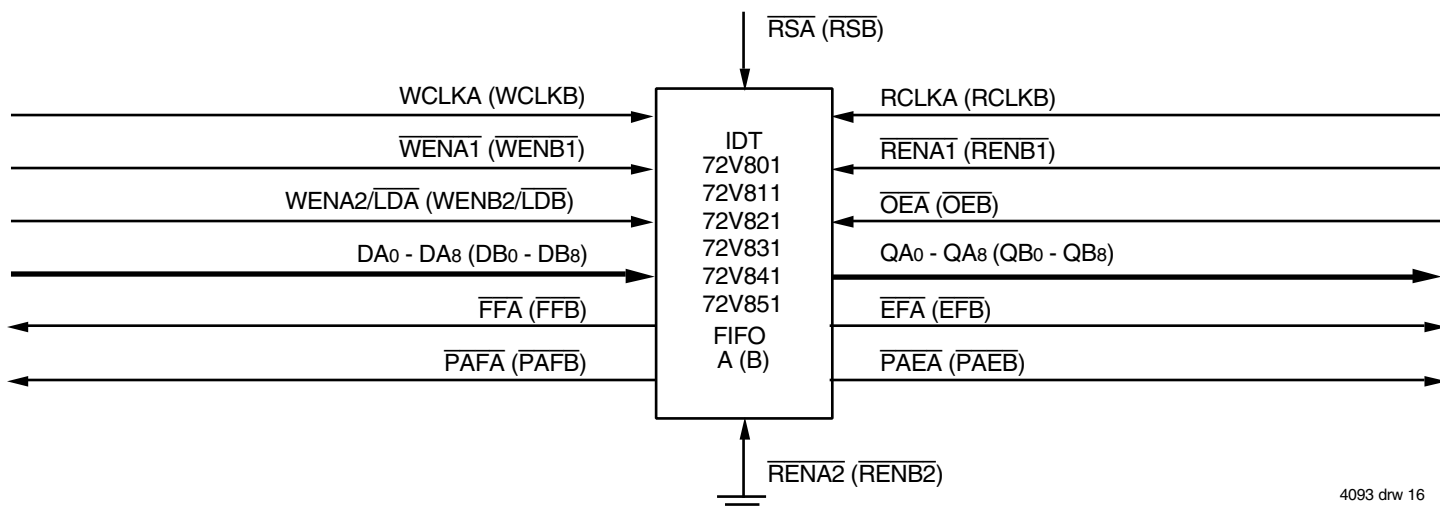 RSA (RSB)
WCLKA (WCLKB)
WENA1 (WENB1)
WENA2/LDA (WENB2/LDB)
DA0 - DA8 (DB0 - DB8)
FFA (FFB)
PAFA (PAFB)
IDT
72V801
72V811
72V821
72V831
72V841
72V851
FIFO
A (B)
RCLKA (RCLKB)
RENA1 (RENB1)
OEA (OEB)
QA0 - QA8 (QB0 - QB8)
EFA (EFB)
PAEA (PAEB)
RENA2 (RENB2)
4093 drw 16